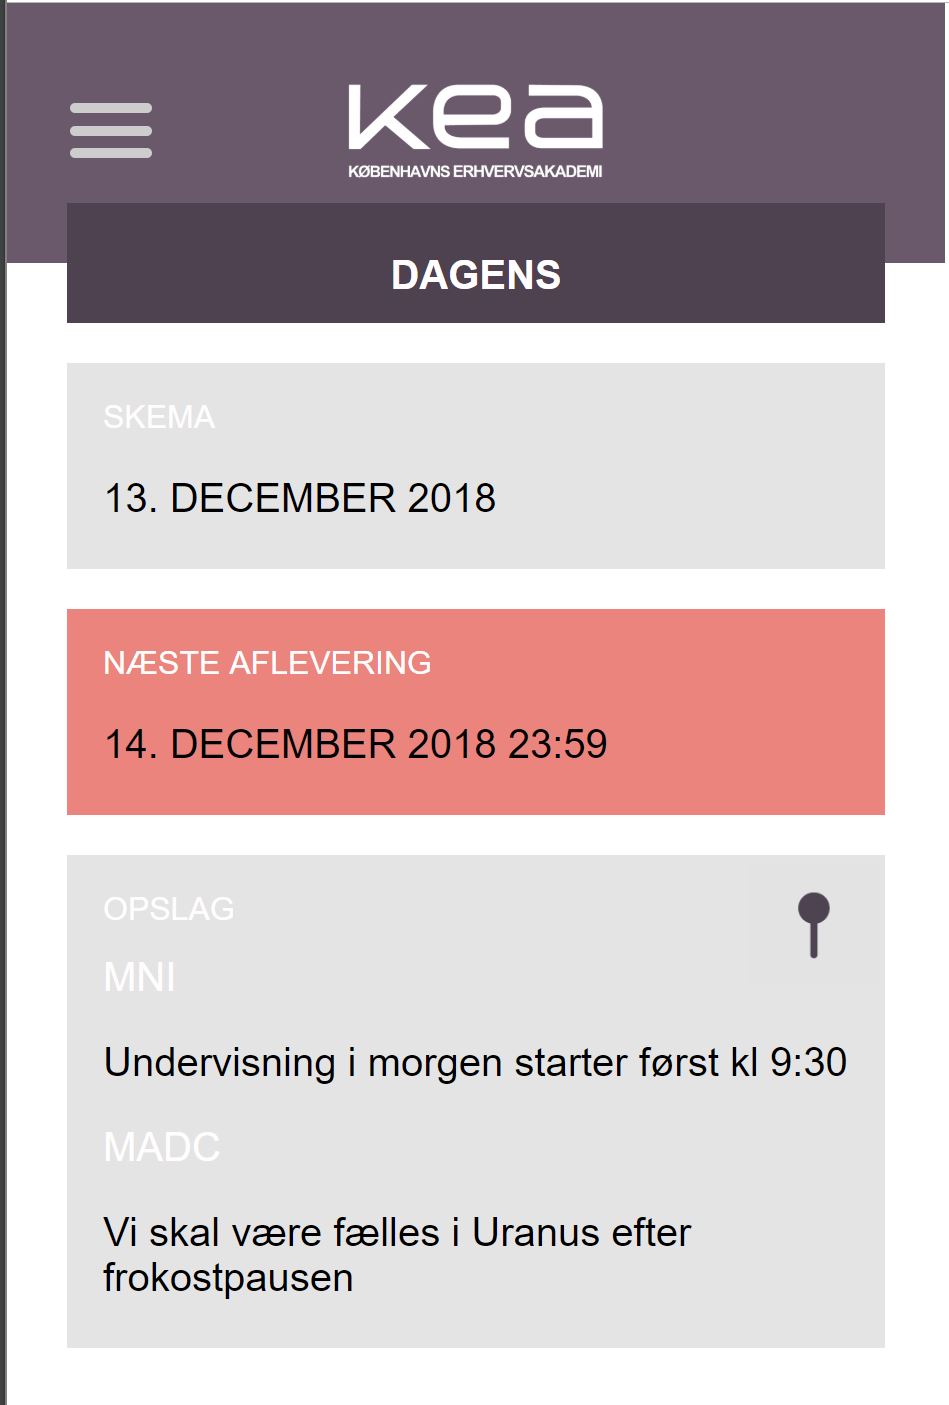 kea
KØBENHAVNS ERHVERVSAKADEMI
DAGENS
SKEMA
13. DECEMBER 2018
NÆSTE AFLEVERING
14. DECEMBER 2018 23:59
OPSLAG
MNI
Undervisning i morgen starter først kl 9:30
MADC
Vi skal være fælles i Uranus efter
frokostpausen